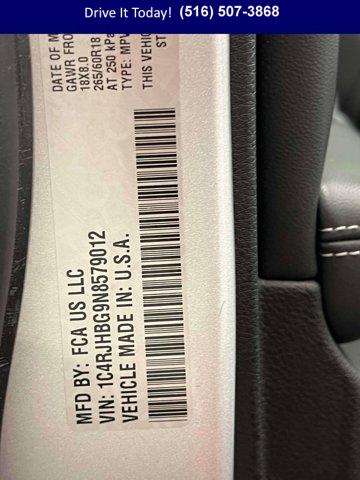 Drive It Today! (516) 507-3868
DATE OF M
GAWR FRO
18X8.0
265/60R18
AT 250 kPa
TYPE: MPV
THIS VEHIC
ST
MFD BY: FCA US LLC
VIN: 1C4RJHBG9N8579012
VEHICLE MADE IN: U.S.A.